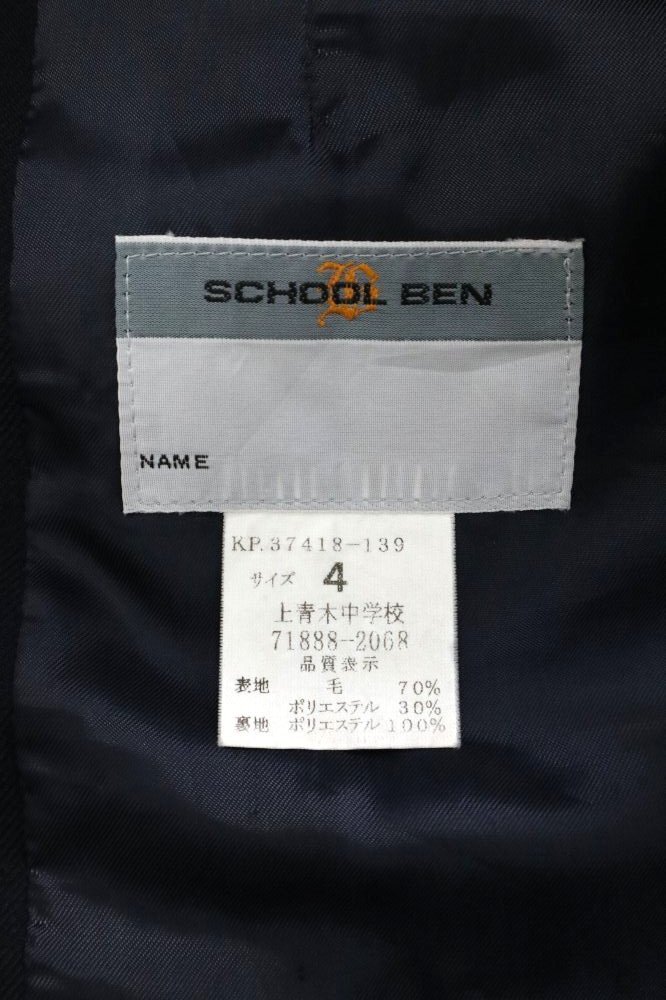 SCHOOL BEN
NAME
KP.37418-139
サイズ 4
上青木中学校
71888-2068
品質表示
表地 毛 70%
ポリエステル 30%
裏地 ポリエステル 100%